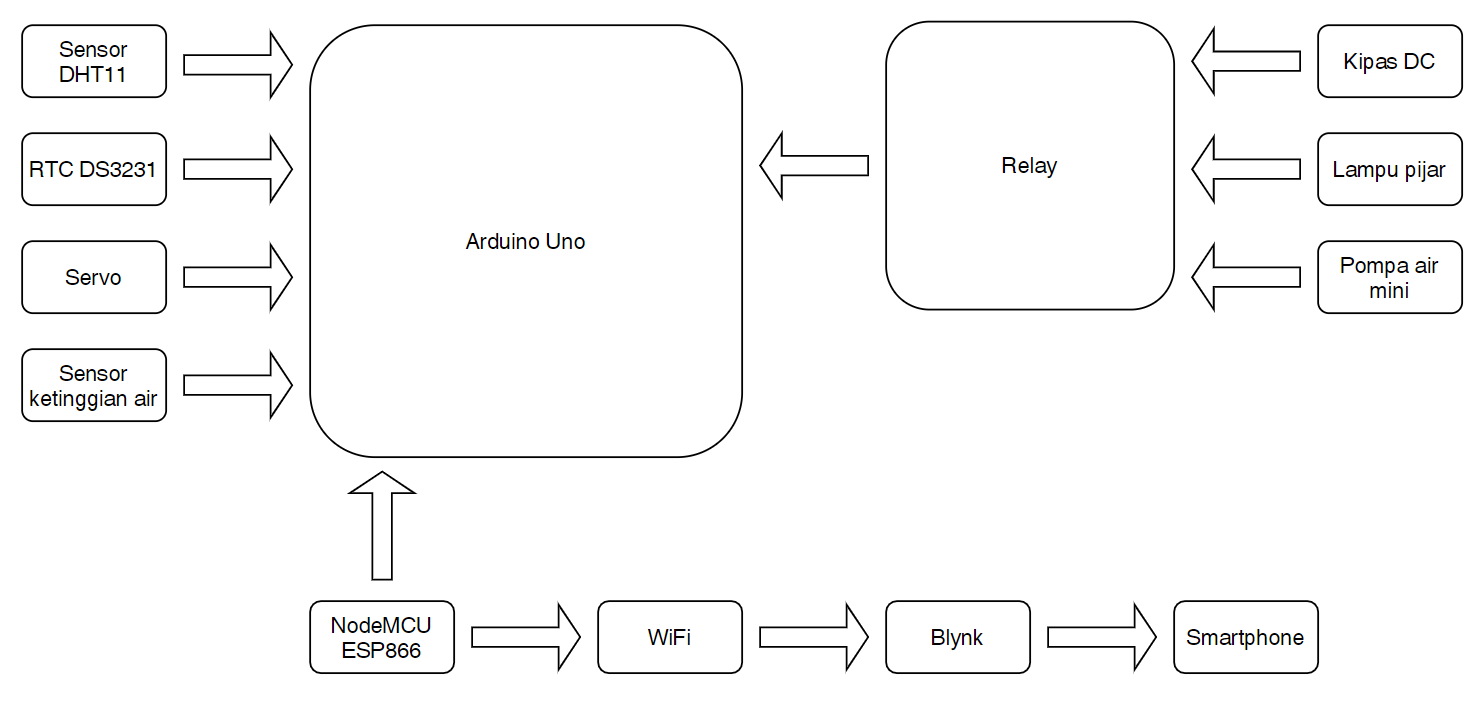 Sensor
DHT11
RTC DS3231
Servo
Sensor
ketinggian air
Arduino Uno
Relay
Kipas DC
Lampu pijar
Pompa air
mini
NodeMCU
ESP866
WiFi
Blynk
Smartphone